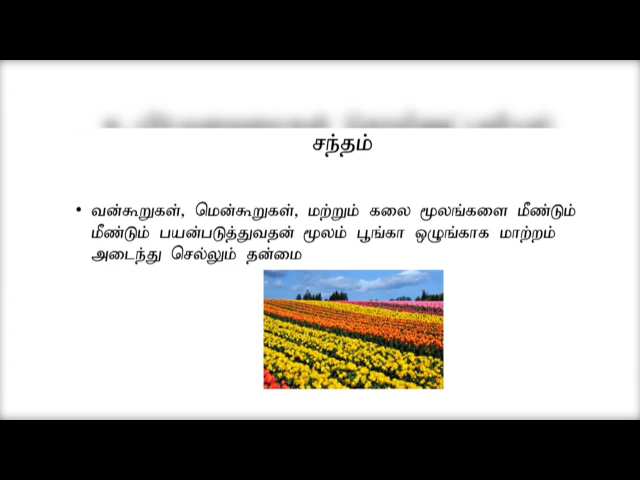 சந்தம்
• வன்கூறுகள், மென்கூறுகள், மற்றும் கலை மூலங்களை மீண்டும்
மீண்டும் பயன்படுத்துவதன் மூலம் பூங்கா ஒழுங்காக மாற்றம்
அடைந்து செல்லும் தன்மை